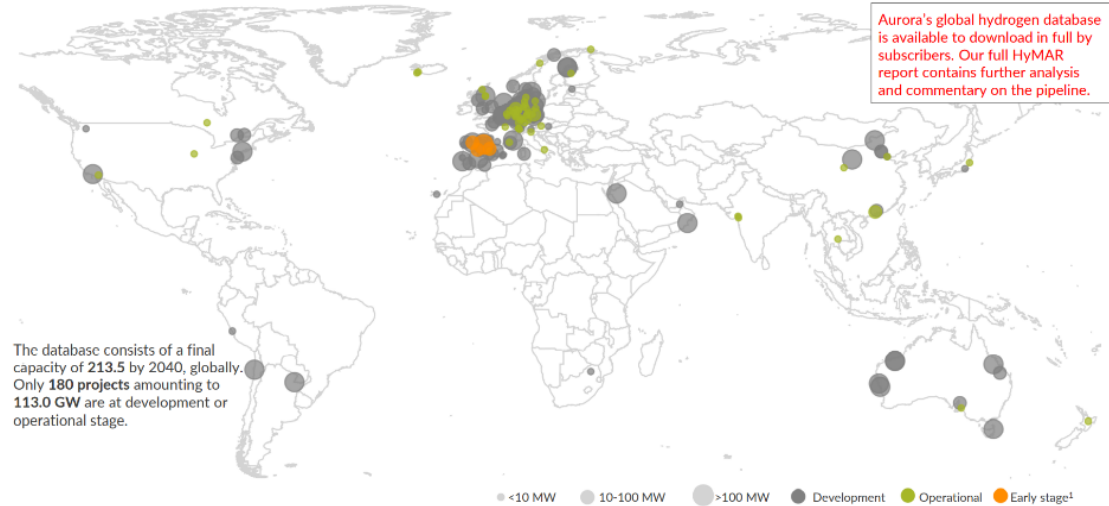 Aurora's global hydrogen database
is available to download in full by
subscribers. Our full HyMAR
report contains further analysis
and commentary on the pipeline.
The database consists of a final
capacity of 213.5 by 2040, globally.
Only 180 projects amounting to
113.0 GW are at development or
operational stage.
<10 MW 10-100 MW >100 MW Development Operational Early stage¹